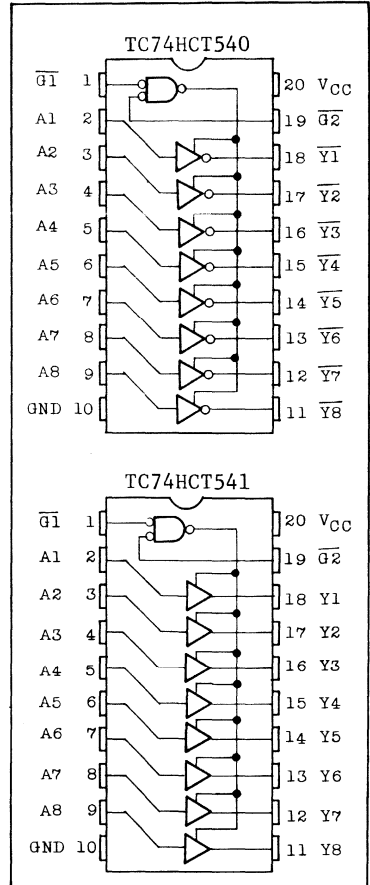 TC74HCT540
G1 1 20 VCC
A1 2 19 G2
A2 3 18 Y1
A3 4 17 Y2
A4 5 16 Y3
A5 6 15 Y4
A6 7 14 Y5
A7 8 13 Y6
A8 9 12 Y7
GND 10 11 Y8
TC74HCT541
G1 1 20 VCC
A1 2 19 G2
A2 3 18 Y1
A3 4 17 Y2
A4 5 16 Y3
A5 6 15 Y4
A6 7 14 Y5
A7 8 13 Y6
A8 9 12 Y7
GND 10 11 Y8